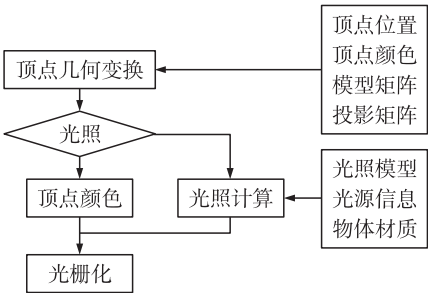 顶点位置
顶点颜色
模型矩阵
投影矩阵
顶点几何变换
光照
光照模型
光源信息
物体材质
顶点颜色
光照计算
光栅化